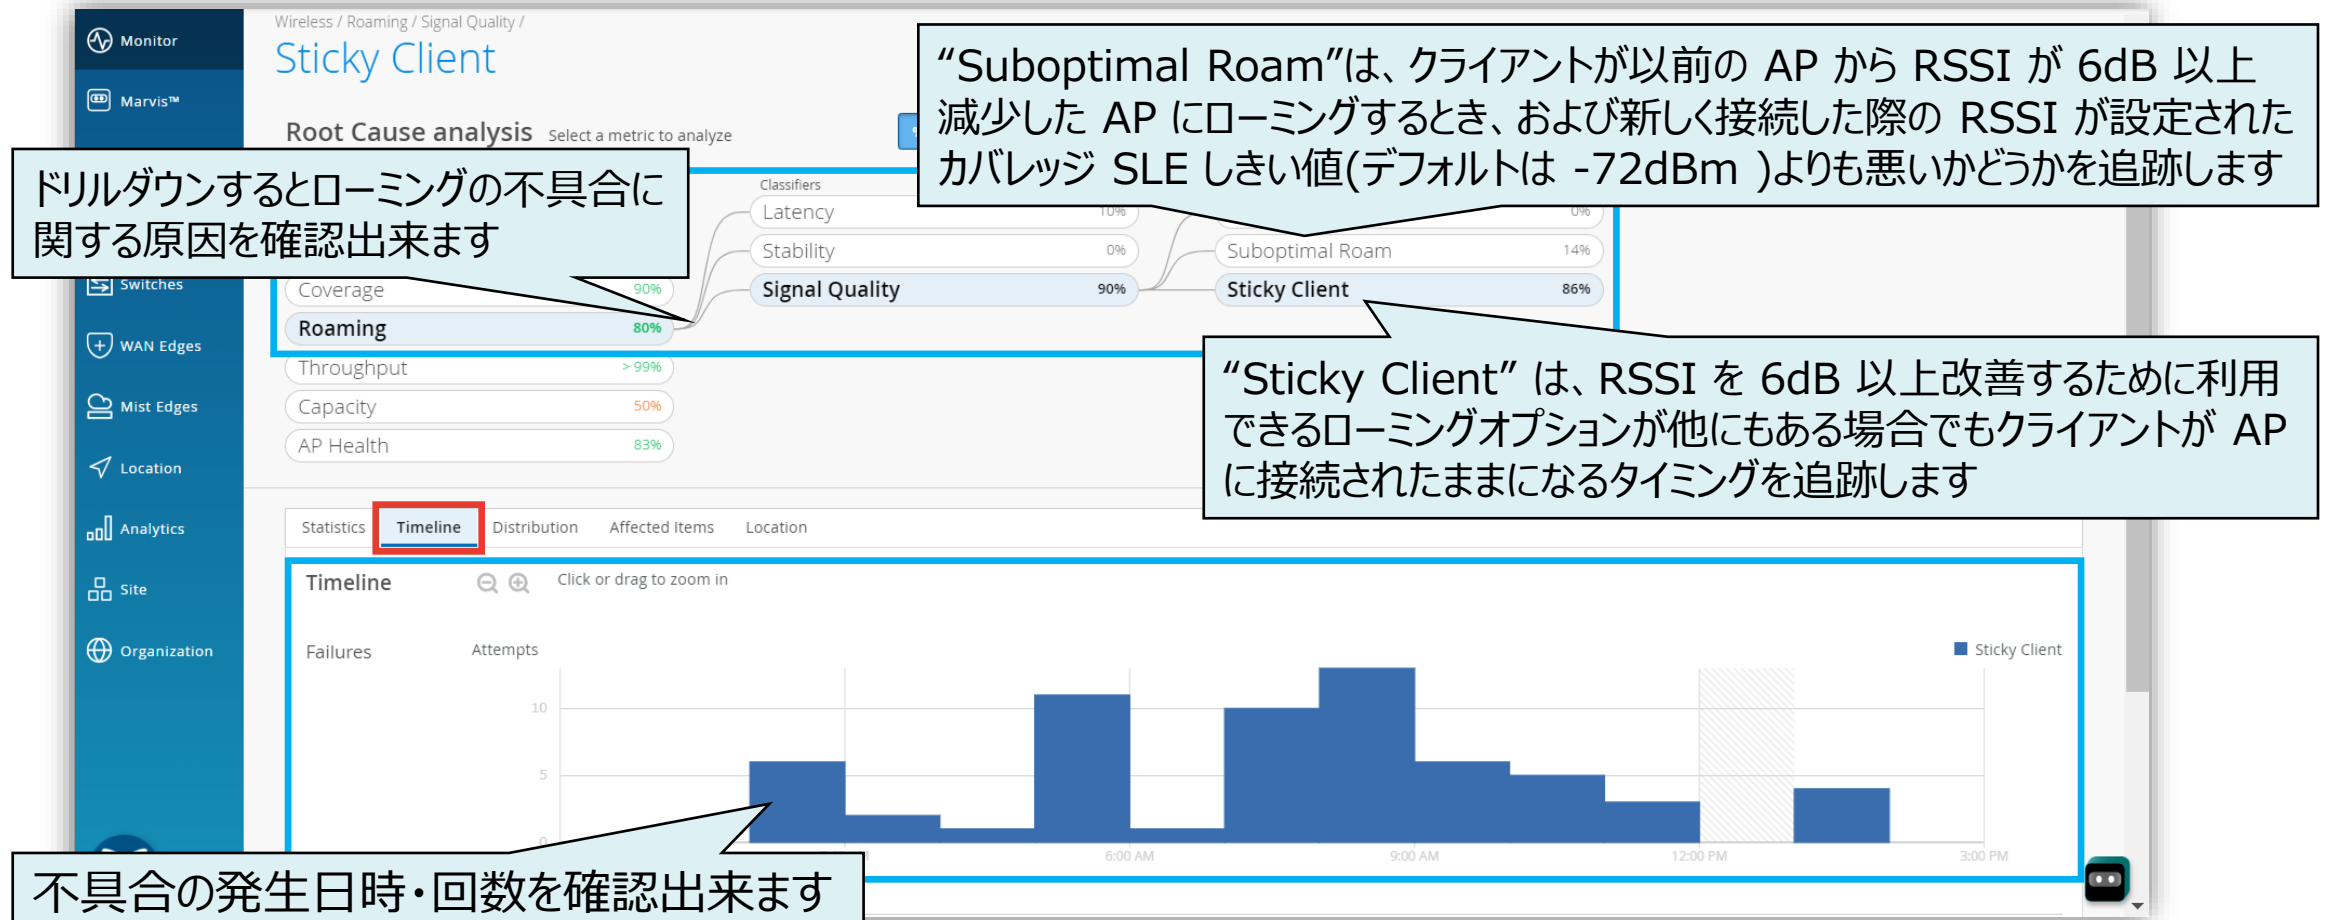 Monitor
Marvis™
Switches
WAN Edges
Mist Edges
Location
Analytics
Site
Organization
Wireless / Roaming / Signal Quality /
Sticky Client
Root Cause analysis Select a metric to analyze
“Suboptimal Roam”は、クライアントが以前の AP から RSSI が 6dB 以上
減少した AP にローミングするとき、および新しく接続した際の RSSI が設定された
カバレッジ SLE しきい値(デフォルトは -72dBm )よりも悪いかどうかを追跡します
ドリルダウンするとローミングの不具合に
関する原因を確認出来ます
Coverage 90%
Roaming 80%
Throughput > 99%
Capacity 50%
AP Health 83%
Classifiers
Latency 10%
Stability 0%
Signal Quality 90%
0%
Suboptimal Roam 14%
Sticky Client 86%
“Sticky Client” は、RSSI を 6dB 以上改善するために利用
できるローミングオプションが他にもある場合でもクライアントが AP
に接続されたままになるタイミングを追跡します
Statistics Timeline Distribution Affected Items Location
Timeline Click or drag to zoom in
Failures Attempts Sticky Client
10
5
0
6:00 AM 9:00 AM 12:00 PM 3:00 PM
不具合の発生日時・回数を確認出来ます